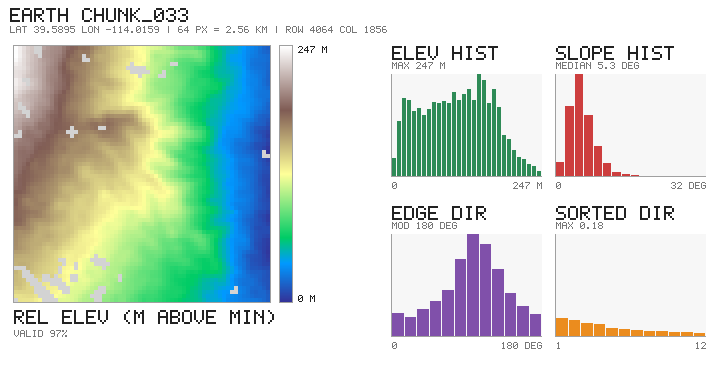 EARTH CHUNK_033
LAT 39.5895 LON -114.0159 | 64 PX = 2.56 KM | ROW 4064 COL 1856
247 M
0 M
REL ELEV (M ABOVE MIN)
VALID 97%
ELEV HIST
MAX 247 M
0 247 M
SLOPE HIST
MEDIAN 5.3 DEG
0 32 DEG
EDGE DIR
MOD 180 DEG
0 180 DEG
SORTED DIR
MAX 0.18
1 12